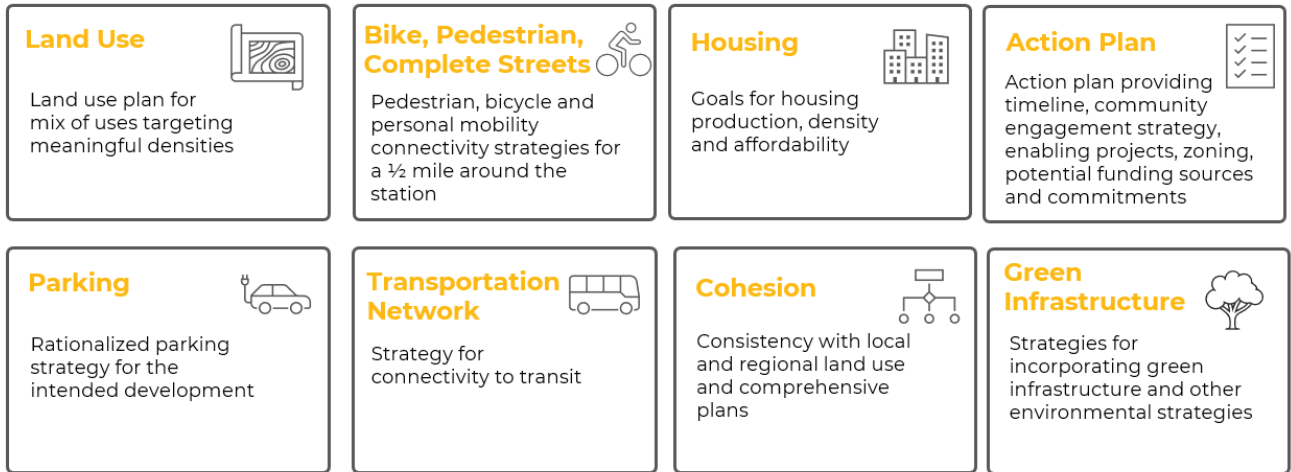 Land Use
Land use plan for
mix of uses targeting
meaningful densities
Bike, Pedestrian,
Complete Streets
Pedestrian, bicycle and
personal mobility
connectivity strategies for
a ½ mile around the
station
Housing
Goals for housing
production, density
and affordability
Action Plan
Action plan providing
timeline, community
engagement strategy,
enabling projects, zoning,
potential funding sources
and commitments
Parking
Rationalized parking
strategy for the
intended development
Transportation
Network
Strategy for
connectivity to transit
Cohesion
Consistency with local
and regional land use
and comprehensive
plans
Green
Infrastructure
Strategies for
incorporating green
infrastructure and other
environmental strategies